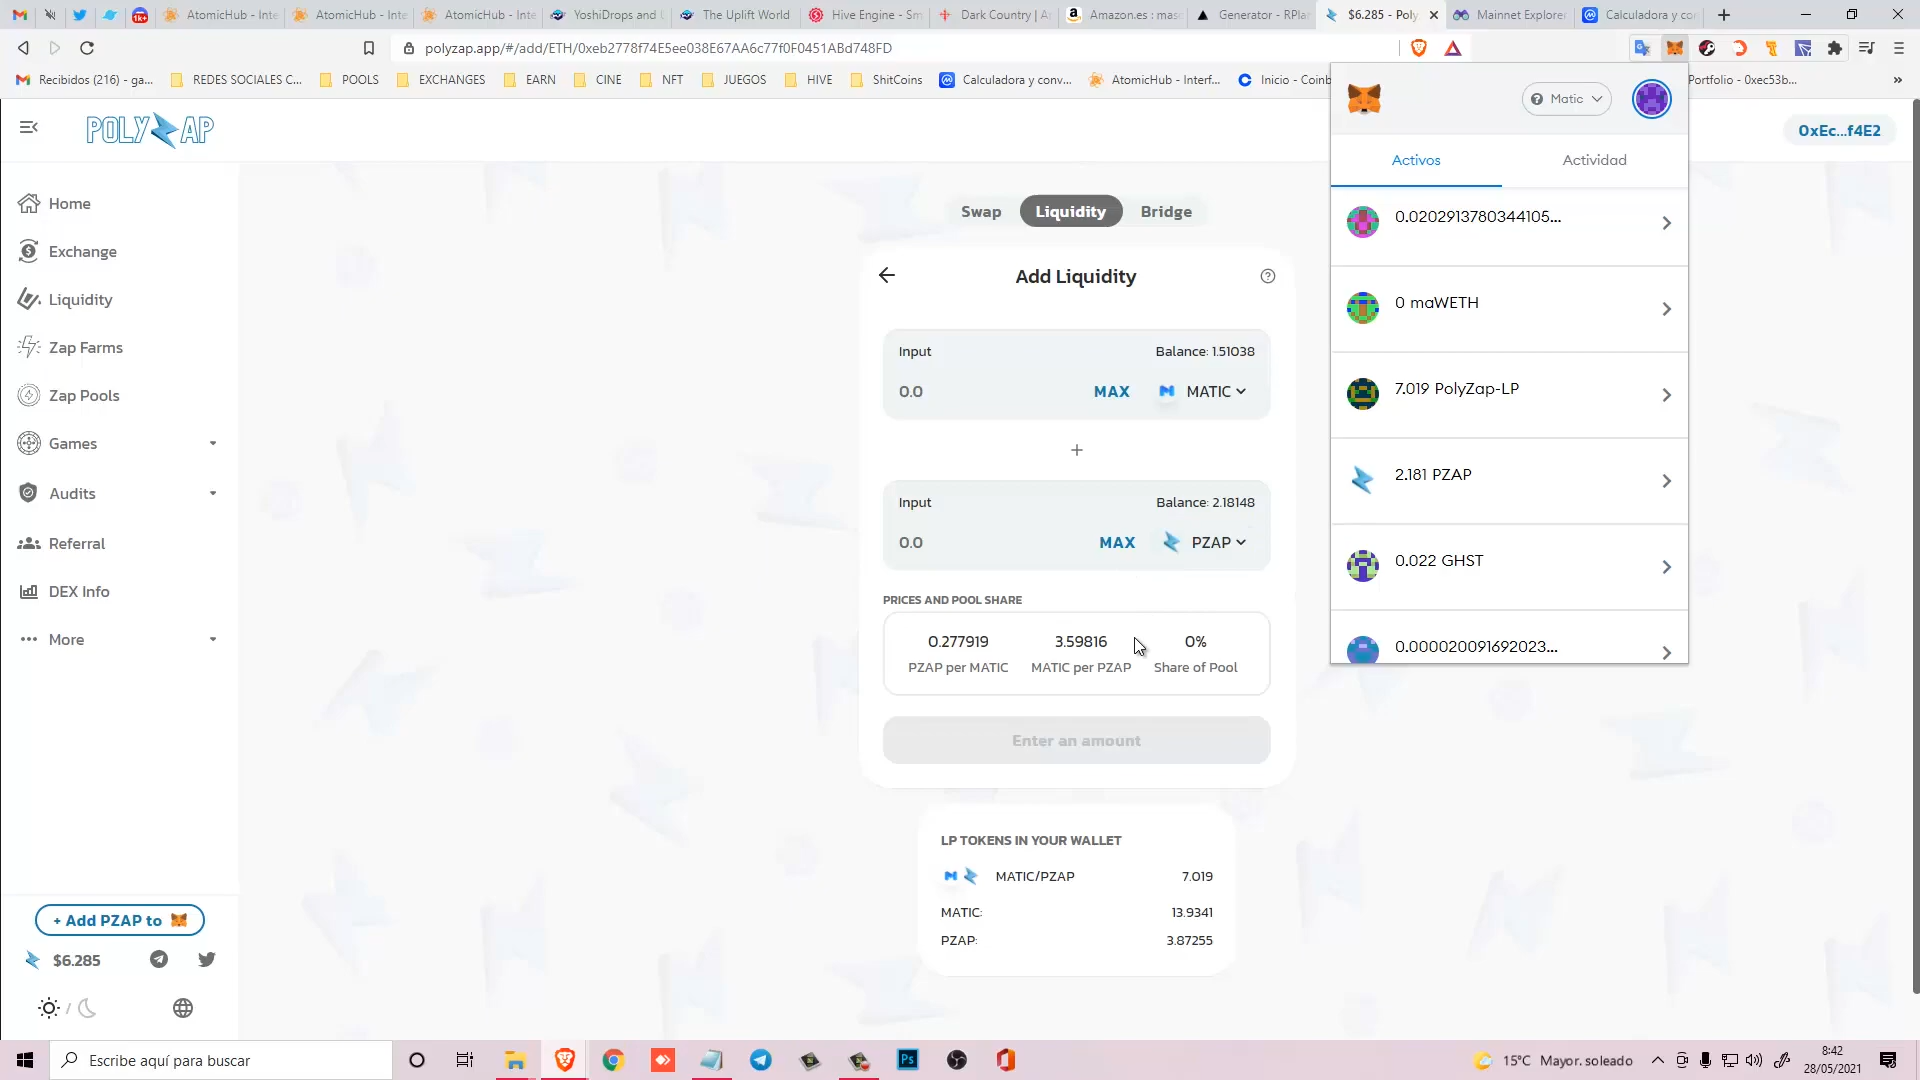 1k+
AtomicHub - Inte
AtomicHub - Inte
AtomicHub - Inte
YoshiDrops and U
The Uplift World
Hive Engine - Sm
Dark Country | A
Amazon.es : mas
Generator - RPlan
$6.285 - Poly
Mainnet Explorer
Calculadora y co
polyzap.app/#/add/ETH/0xeb2778f74E5ee038E67AA6c77f0F0451ABd748FD
Recibidos (216) - ga...
REDES SOCIALES C...
POOLS
EXCHANGES
EARN
CINE
NFT
JUEGOS
HIVE
ShitCoins
Calculadora y conv...
AtomicHub - Interf...
Inicio - Coinb
Portfolio - 0xec53b...
»
POLYZAP
0xEc...f4E2
Home
Exchange
Liquidity
Zap Farms
Zap Pools
Games
Audits
Referral
DEX Info
More
+ Add PZAP to
$6.285
/
Swap
Liquidity
Bridge
Add Liquidity
Input
Balance: 1.51038
0.0
MAX
MATIC
+
Input
Balance: 2.18148
0.0
MAX
PZAP
PRICES AND POOL SHARE
0.277919
3.59816
0%
PZAP per MATIC
MATIC per PZAP
Share of Pool
Enter an amount
LP TOKENS IN YOUR WALLET
MATIC/PZAP
7.019
MATIC:
13.9341
PZAP:
3.87255
Matic
Activos
Actividad
0.0202913780344105...
0 maWETH
7.019 PolyZap-LP
2.181 PZAP
0.022 GHST
0.000020091692023...
Escribe aquí para buscar
Ps
15°C Mayor. soleado
8:42
28/05/2021